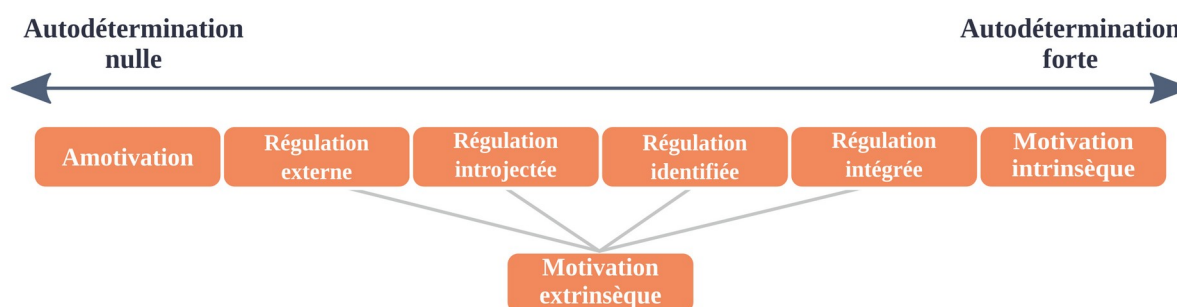 Autodétermination
nulle
Autodétermination
forte
Amotivation
Régulation
externe
Régulation
introjectée
Régulation
identifiée
Régulation
intégrée
Motivation
intrinsèque
Motivation
extrinsèque